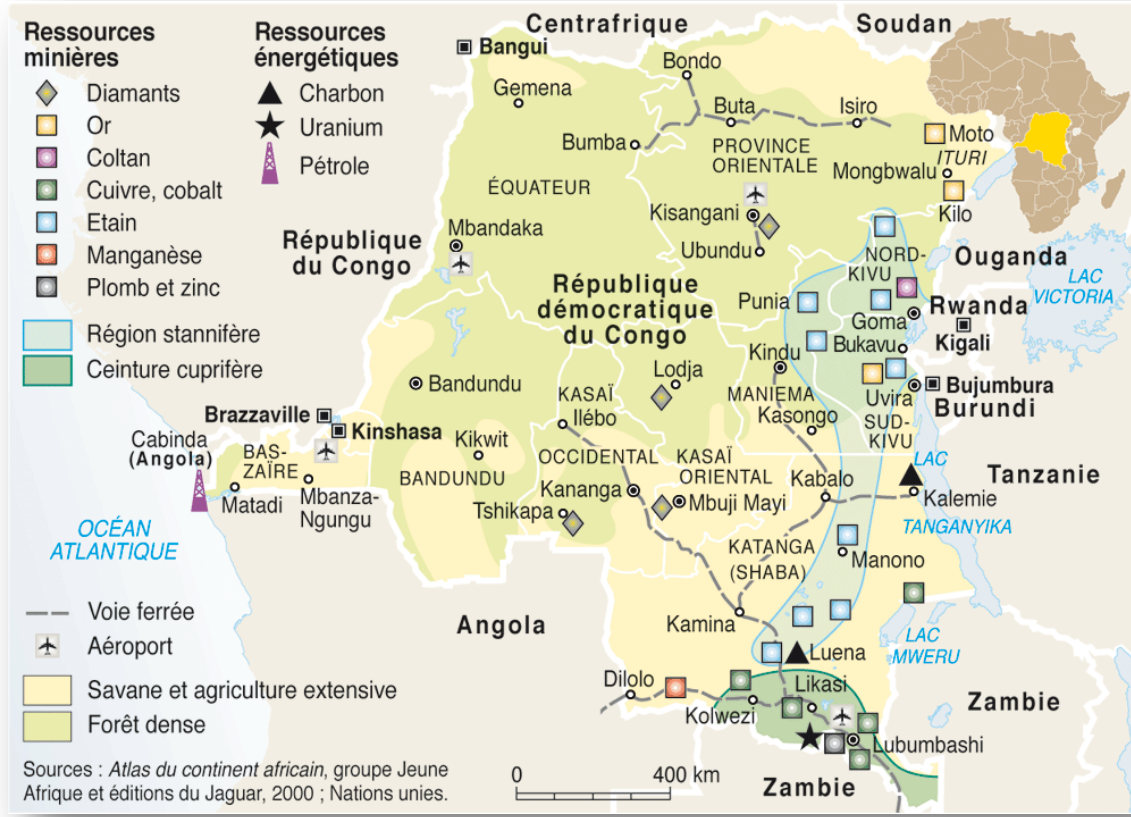 Ressources
minières
Diamants
Or
Coltan
Cuivre, cobalt
Etain
Manganèse
Plomb et zinc
Région stannifère
Ceinture cuprifère
Ressources
énergétiques
Charbon
Uranium
Pétrole
Centrafrique
Soudan
Bangui
Gemena
Bondo
Buta
Isiro
Bumba
PROVINCE
ORIENTALE
Moto
ITURI
Mongbwalu
Kilo
ÉQUATEUR
Kisangani
Ubundu
Mbandaka
République
du Congo
NORD-
KIVU
Ouganda
LAC
VICTORIA
République
démocratique
du Congo
Punia
Goma
Rwanda
Bukavu
Kigali
Kindu
Lodja
Bandundu
KASAÏ
Ilébo
MANIEMA
Kasongo
Uvira
SUD-
KIVU
Bujumbura
Burundi
Brazzaville
Kinshasa
Cabinda
(Angola)
BAS-
ZAÏRE
Kikwit
BANDUNDU
OCCIDENTAL
KASAÏ
ORIENTAL
Kananga
Mbuji Mayi
Kabalo
LAC
TANGANYIKA
Tanzanie
Kalemie
Matadi
Mbanza-
Ngungu
Tshikapa
OCÉAN
ATLANTIQUE
KATANGA
(SHABA)
Manono
Angola
Kamina
Luena
LAC
MWERU
Dilolo
Kolwezi
Likasi
Lubumbashi
Zambie
Zambie
Voie ferrée
Aéroport
Savane et agriculture extensive
Forêt dense
Sources : Atlas du continent africain, groupe Jeune
Afrique et éditions du Jaguar, 2000 ; Nations unies.
0 400 km